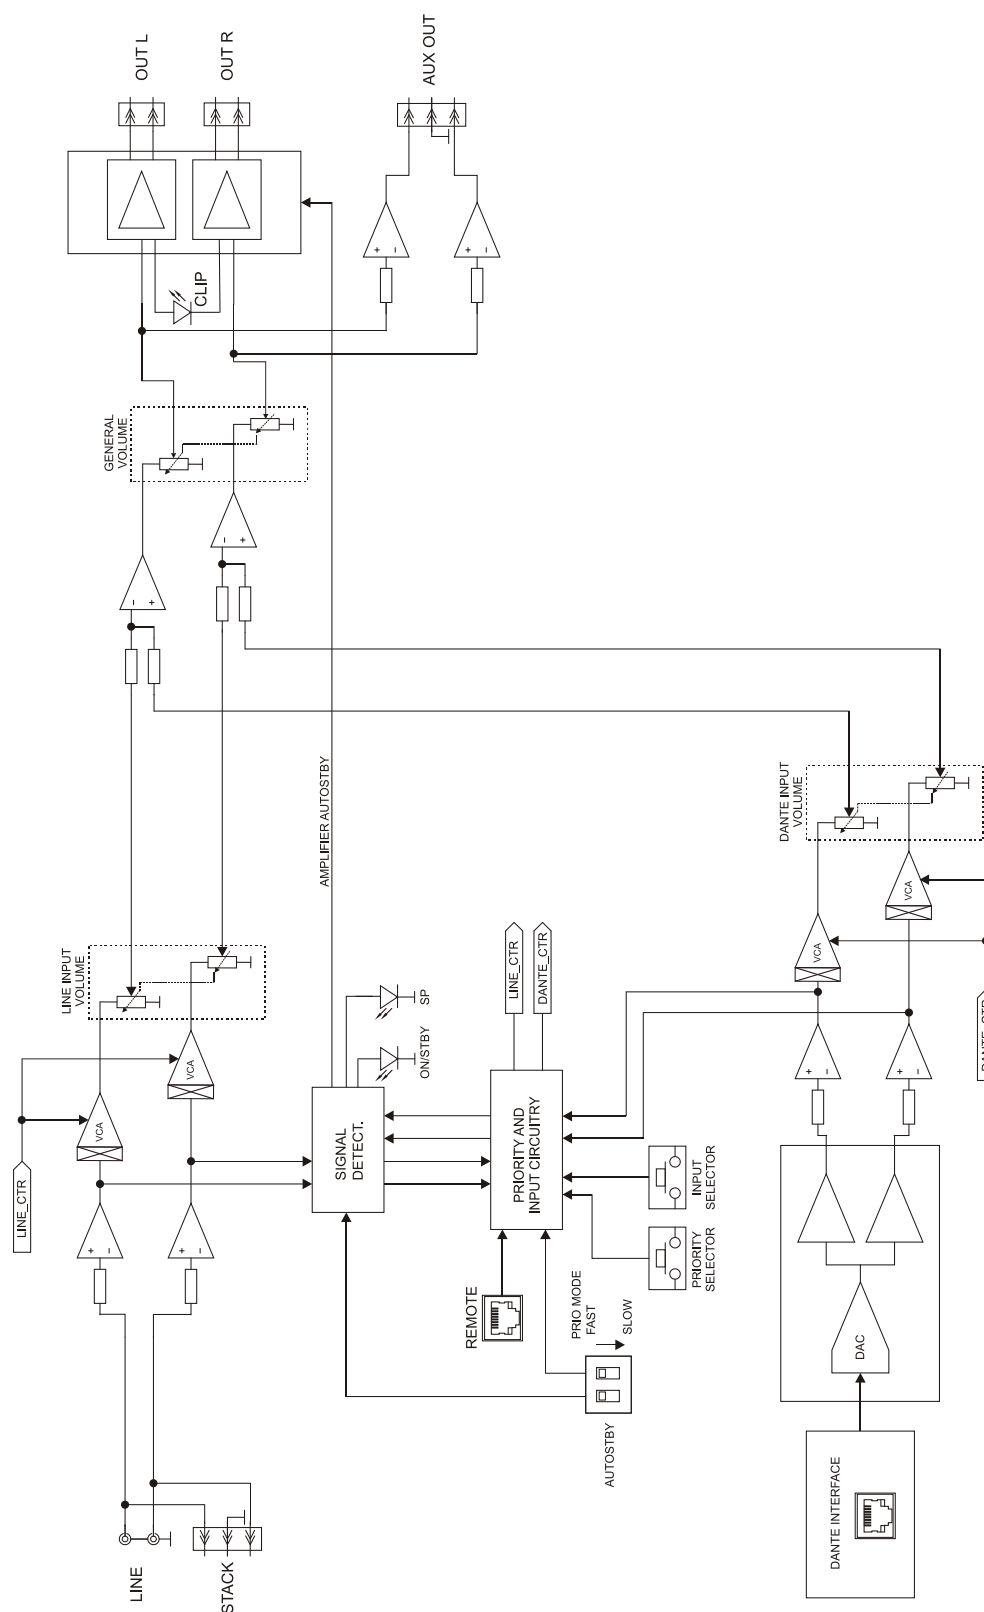 OUT L
OUT R
AUX OUT
CLIP
GENERAL
VOLUME
-
+
-
+
+
-
+
-
AMPLIFIER AUTOSTBY
LINE INPUT
VOLUME
DANTE INPUT
VOLUME
VCA
VCA
VCA
VCA
LINE_CTR
SP
ON/STBY
LINE_CTR
DANTE_CTR
SIGNAL
DETECT.
PRIORITY AND
INPUT CIRCUITRY
INPUT
SELECTOR
PRIORITY
SELECTOR
REMOTE
PRIO MODE
FAST
SLOW
AUTOSTBY
+
-
+
-
+
-
+
-
DAC
DANTE INTERFACE
LINE
STACK